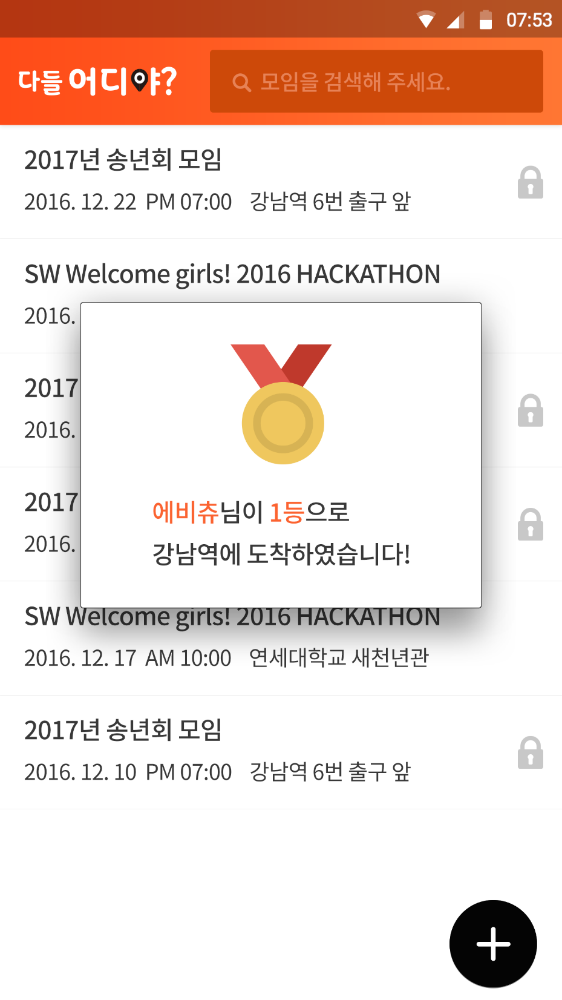 07:53
다들 어디야?
모임을 검색해 주세요.
2017년 송년회 모임
2016. 12. 22 PM 07:00 강남역 6번 출구 앞
SW Welcome girls! 2016 HACKATHON
2016.
2017
2016.
2017
2016.
에비츄님이 1등으로
강남역에 도착하였습니다!
SW Welcome girls! 2016 HACKATHON
2016. 12. 17 AM 10:00 연세대학교 새천년관
2017년 송년회 모임
2016. 12. 10 PM 07:00 강남역 6번 출구 앞